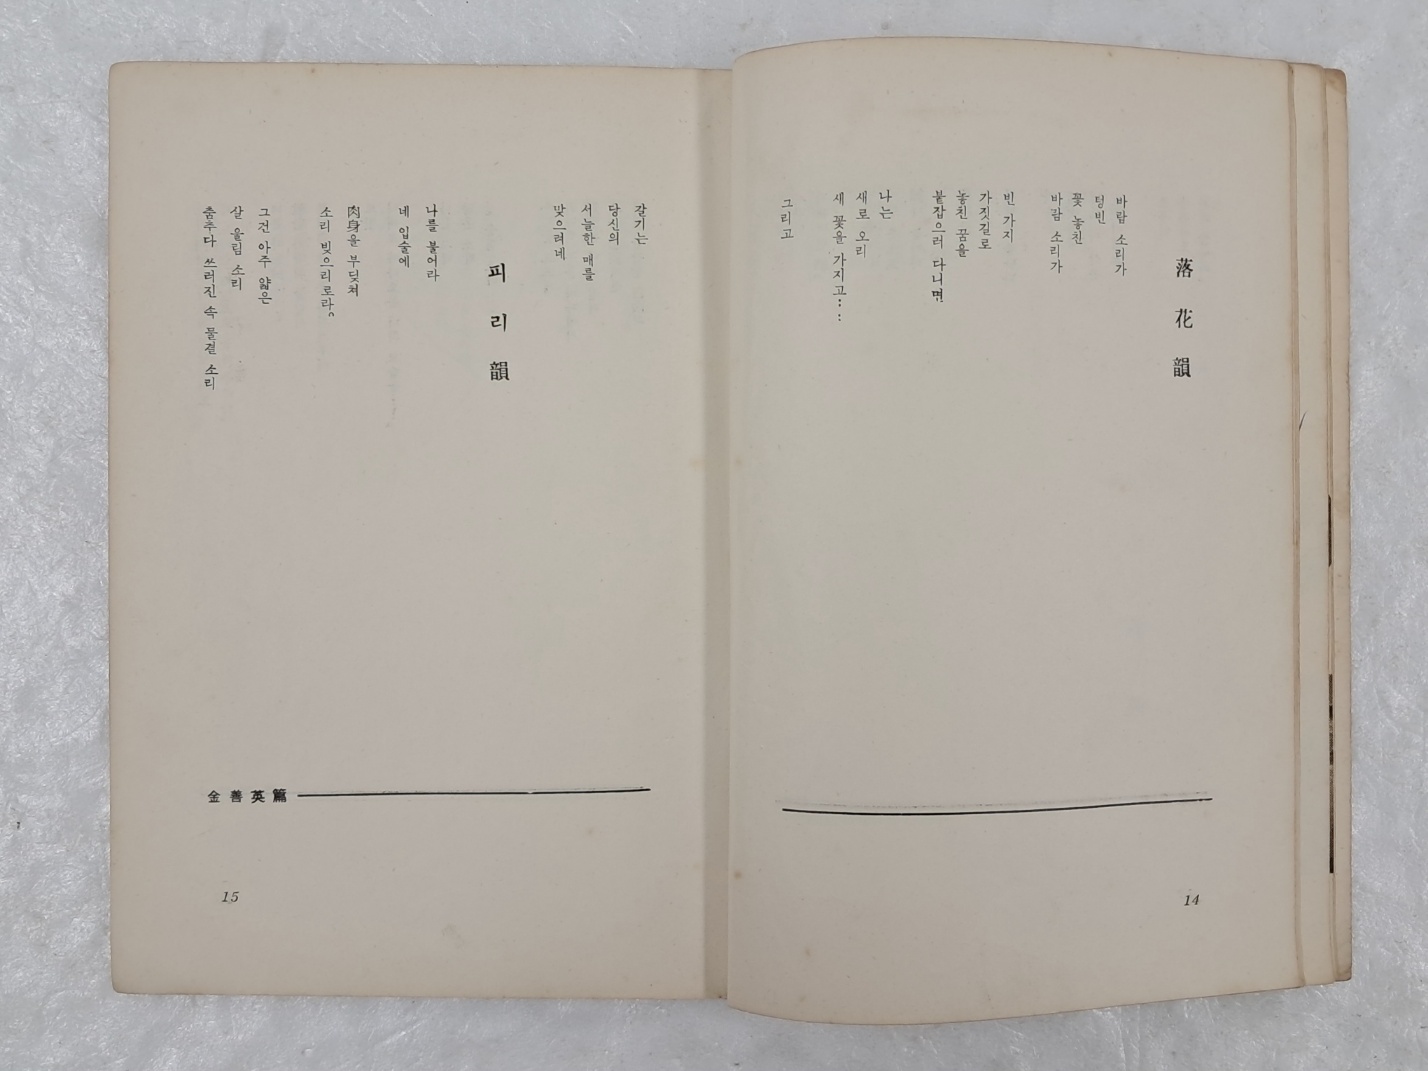 落花韻
바람 소리가
텅빈
꽃 놓친
바람 소리가
빈 가지
가짓길로
놓친 꿈을
붙잡으러 다니면
나는
새로 오리
새 꽃을 가지고……
그리고
14
갈기는
당신의
서늘한 매를
맞으려네
피리韻
나를 불어라
네 입술에
肉身을 부딪쳐
소리 빚으리로라。
그건 아주 얇은
살 울림 소리
춤추다 쓰러진 속 물결 소리
金善英篇
15